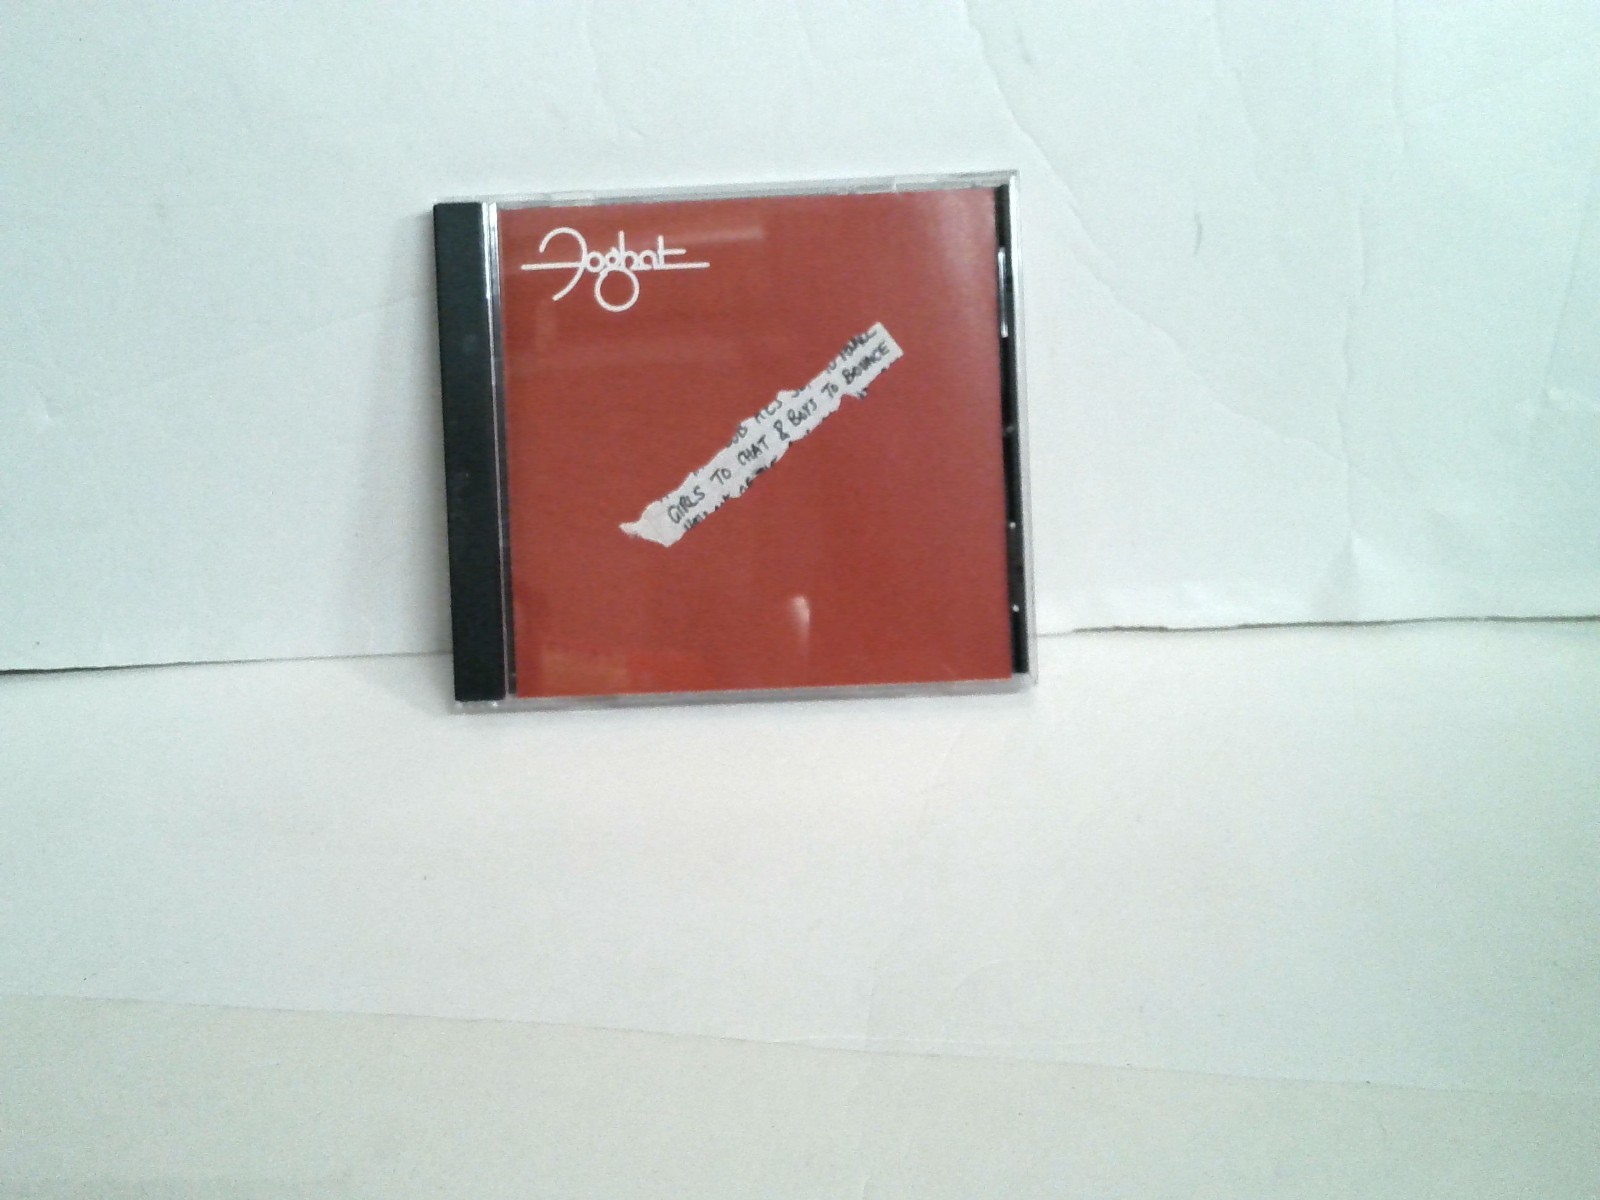 Foghat
GIRLS TO CHAT & BOYS TO BOUNCE